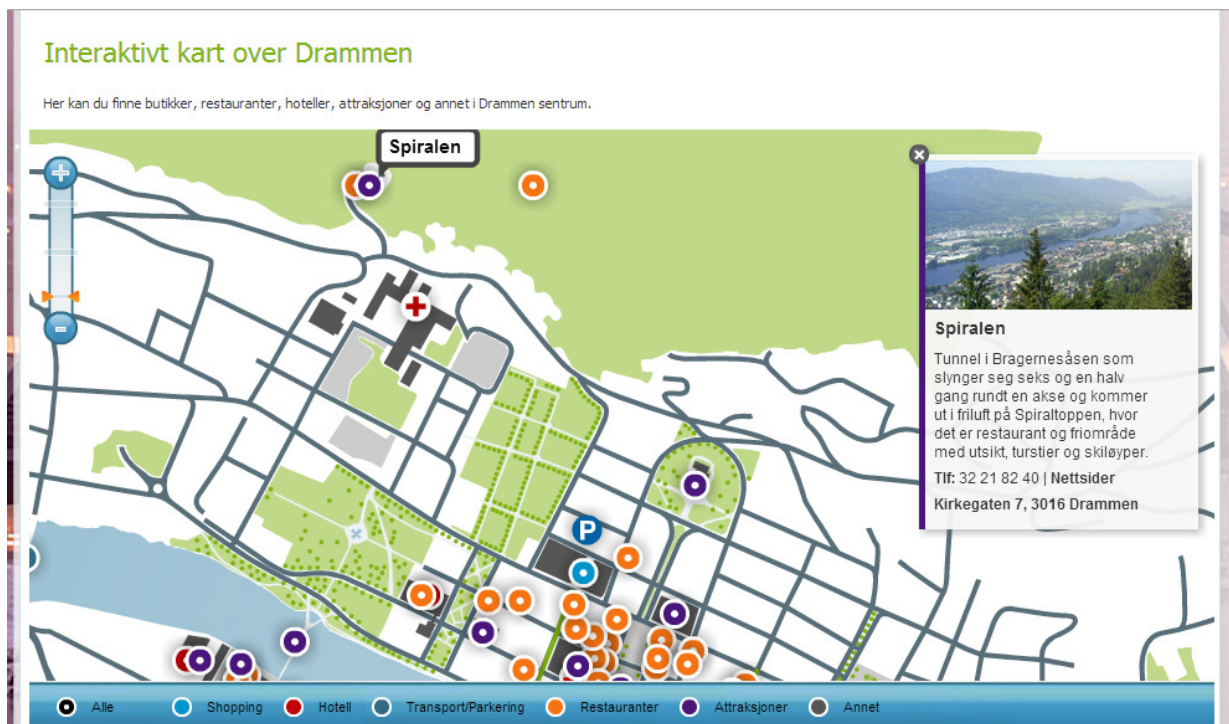 Interaktivt kart over Drammen
Her kan du finne butikker, restauranter, hoteller, attraksjoner og annet i Drammen sentrum.
Spiralen
P
Spiralen
Tunnel i Bragernesåsen som
slynger seg seks og en halv
gang rundt en akse og kommer
ut i friluft på Spiraltoppen, hvor
det er restaurant og friområde
med utsikt, turstier og skiløyper.
Tlf: 32 21 82 40 | Nettsider
Kirkegaten 7, 3016 Drammen
Alle Shopping Hotell Transport/Parkering Restauranter Attraksjoner Annet